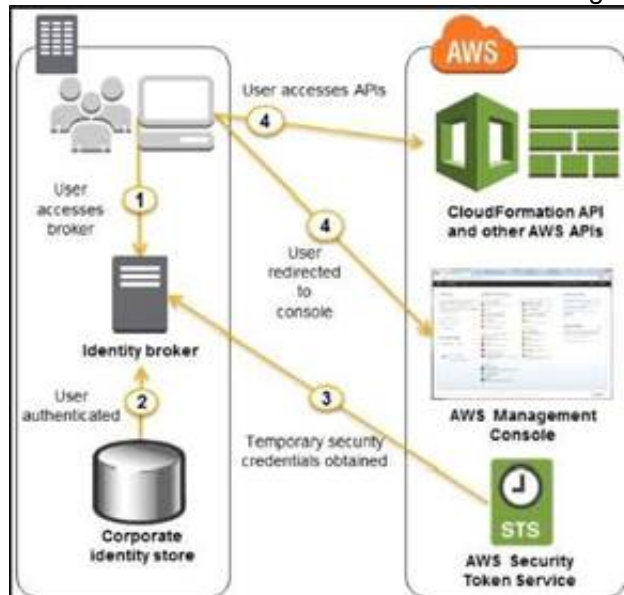 AWS
User accesses APIs
4
User
accesses
broker
1
CloudFormation API
and other AWS APIs
4
User
redirected
to
console
Identity broker
User
authenticated
2
3
AWS Management
Console
Temporary security
credentials obtained
Corporate
identity store
STS
AWS Security
Token Service